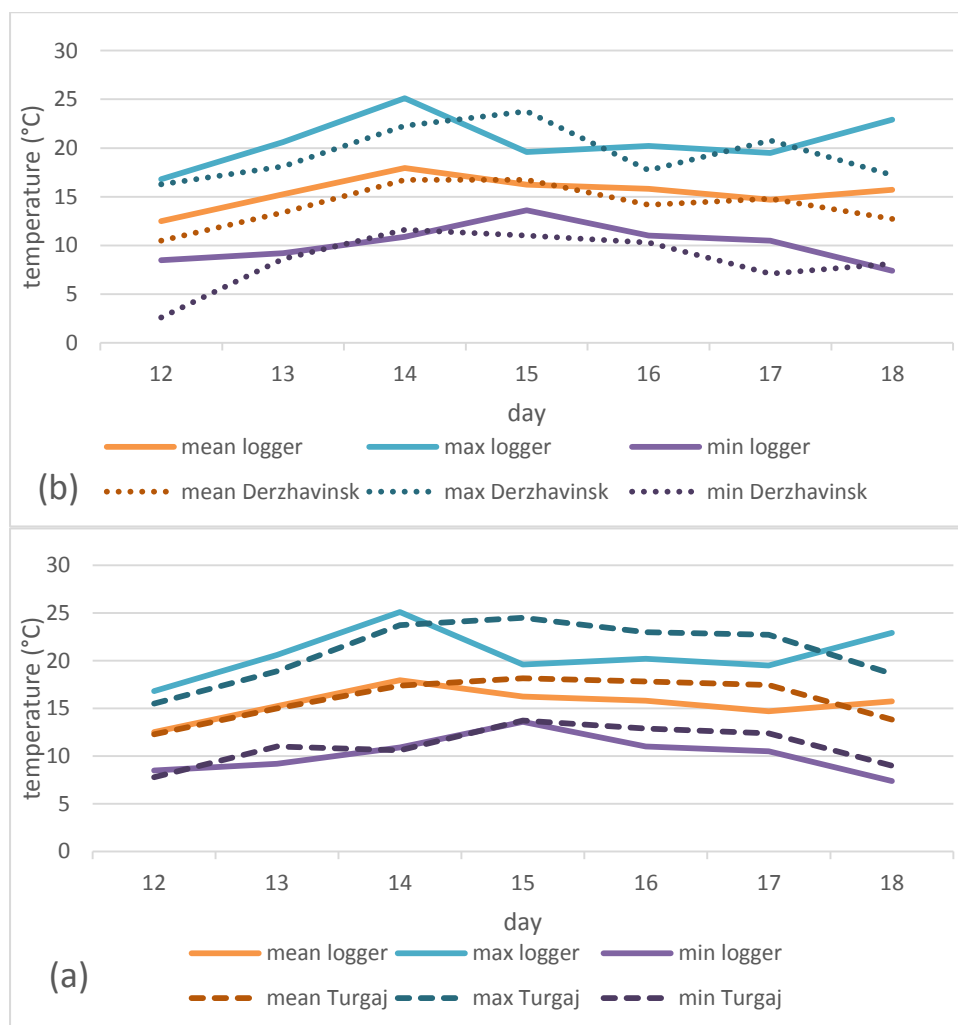 30
25
20
15
10
5
0
temperature (°C)
12 13 14 15 16 17 18
day
mean logger max logger min logger
mean Derzhavinsk max Derzhavinsk min Derzhavinsk
(b)
30
25
20
15
10
5
0
temperature (°C)
12 13 14 15 16 17 18
day
mean logger max logger min logger
mean Turgaj max Turgaj min Turgaj
(a)